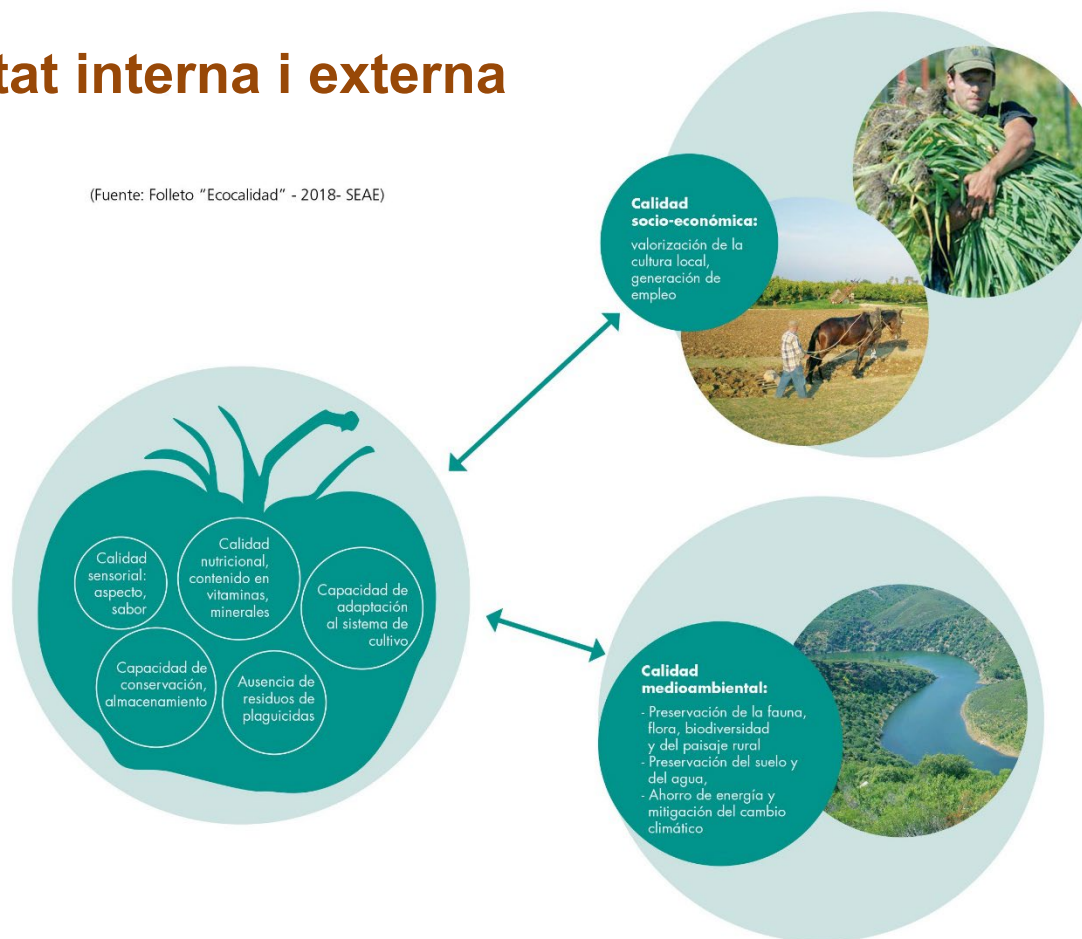 tat interna i externa
(Fuente: Folleto “Ecocalidad” - 2018- SEAE)
Calidad
socio-económica:
valorización de la
cultura local,
generación de
empleo
Calidad
sensorial:
aspecto,
sabor
Calidad
nutricional,
contenido en
vitaminas,
minerales
Capacidad de
adaptación
al sistema de
cultivo
Capacidad de
conservación,
almacenamiento
Ausencia de
residuos de
plaguicidas
Calidad
medioambiental:
- Preservación de la fauna,
flora, biodiversidad
y del paisaje rural
- Preservación del suelo y
del agua,
- Ahorro de energía y
mitigación del cambio
climático